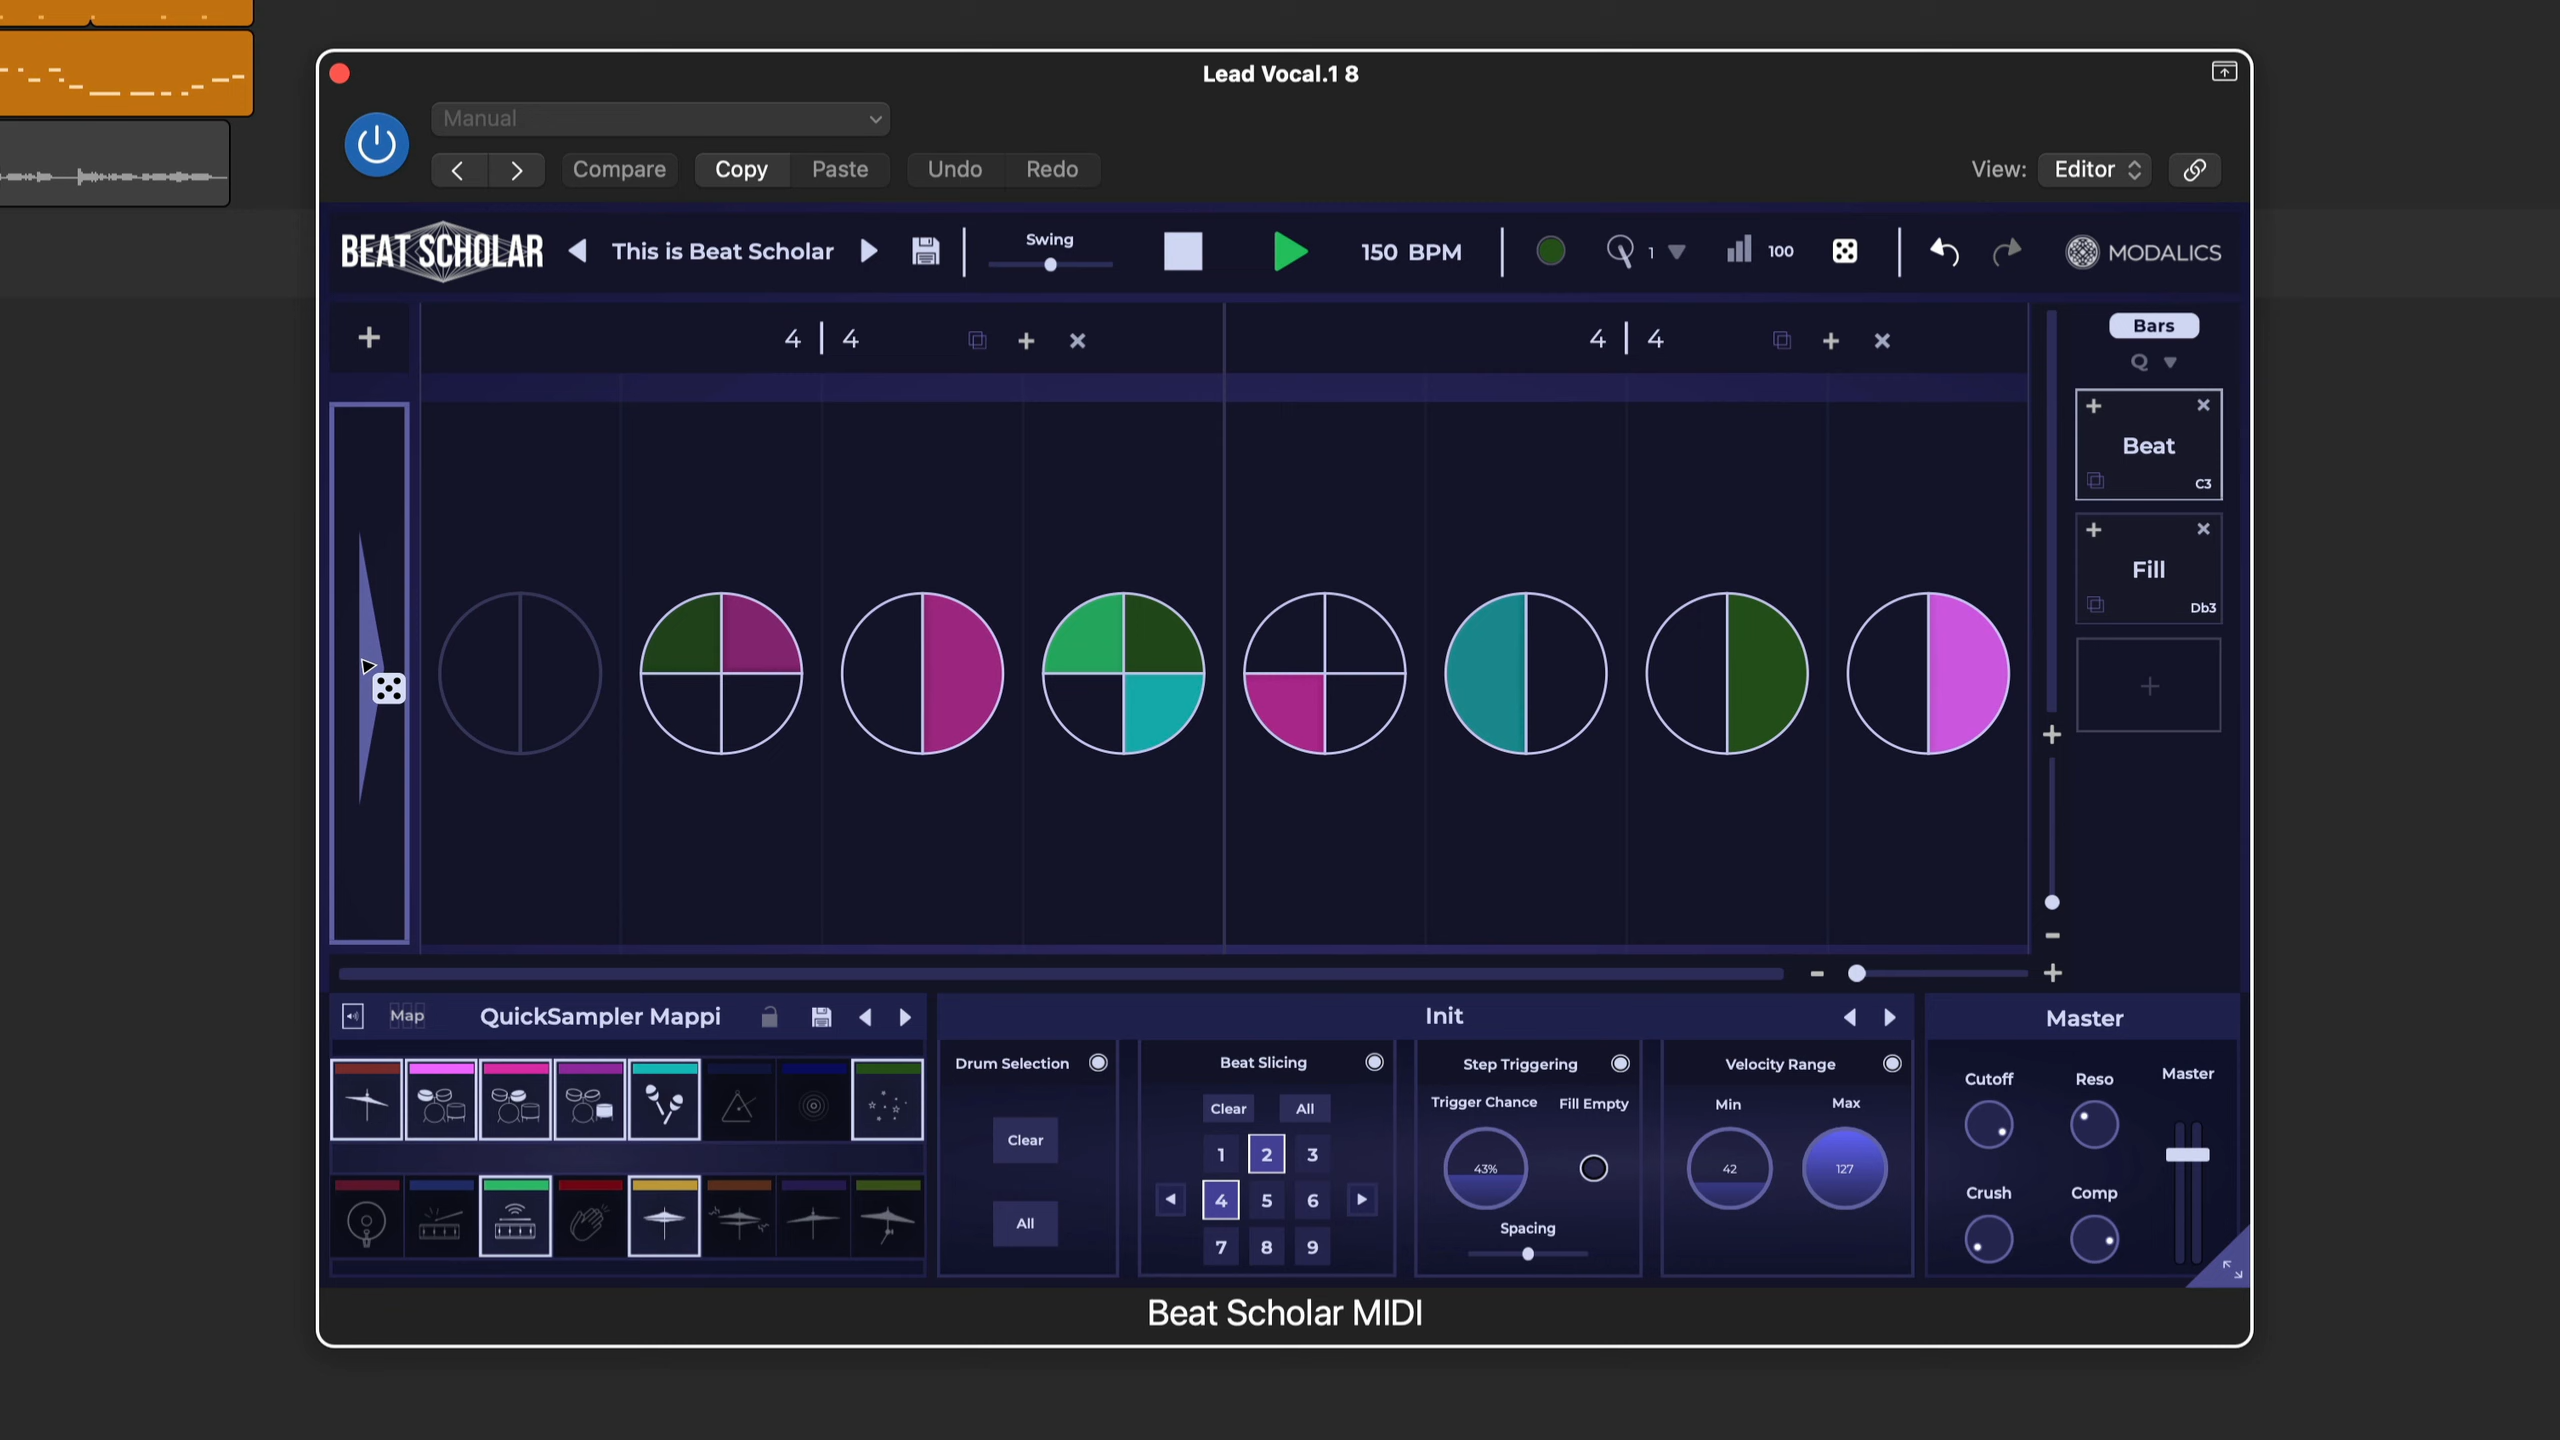 Lead Vocal.1 8
Manual
Compare
Copy
Paste
Undo
Redo
View:
Editor
BEAT SCHOLAR
This is Beat Scholar
Swing
150 BPM
1
100
MODALICS
4 | 4
4 | 4
Bars
Q
Beat
C3
Fill
Db3
Map
QuickSampler Mappi
Init
Master
Drum Selection
Clear
All
Beat Slicing
Clear
All
1 2 3
4 5 6
7 8 9
Step Triggering
Trigger Chance
Fill Empty
43%
Spacing
Velocity Range
Min
Max
42
127
Cutoff
Reso
Master
Crush
Comp
Beat Scholar MIDI